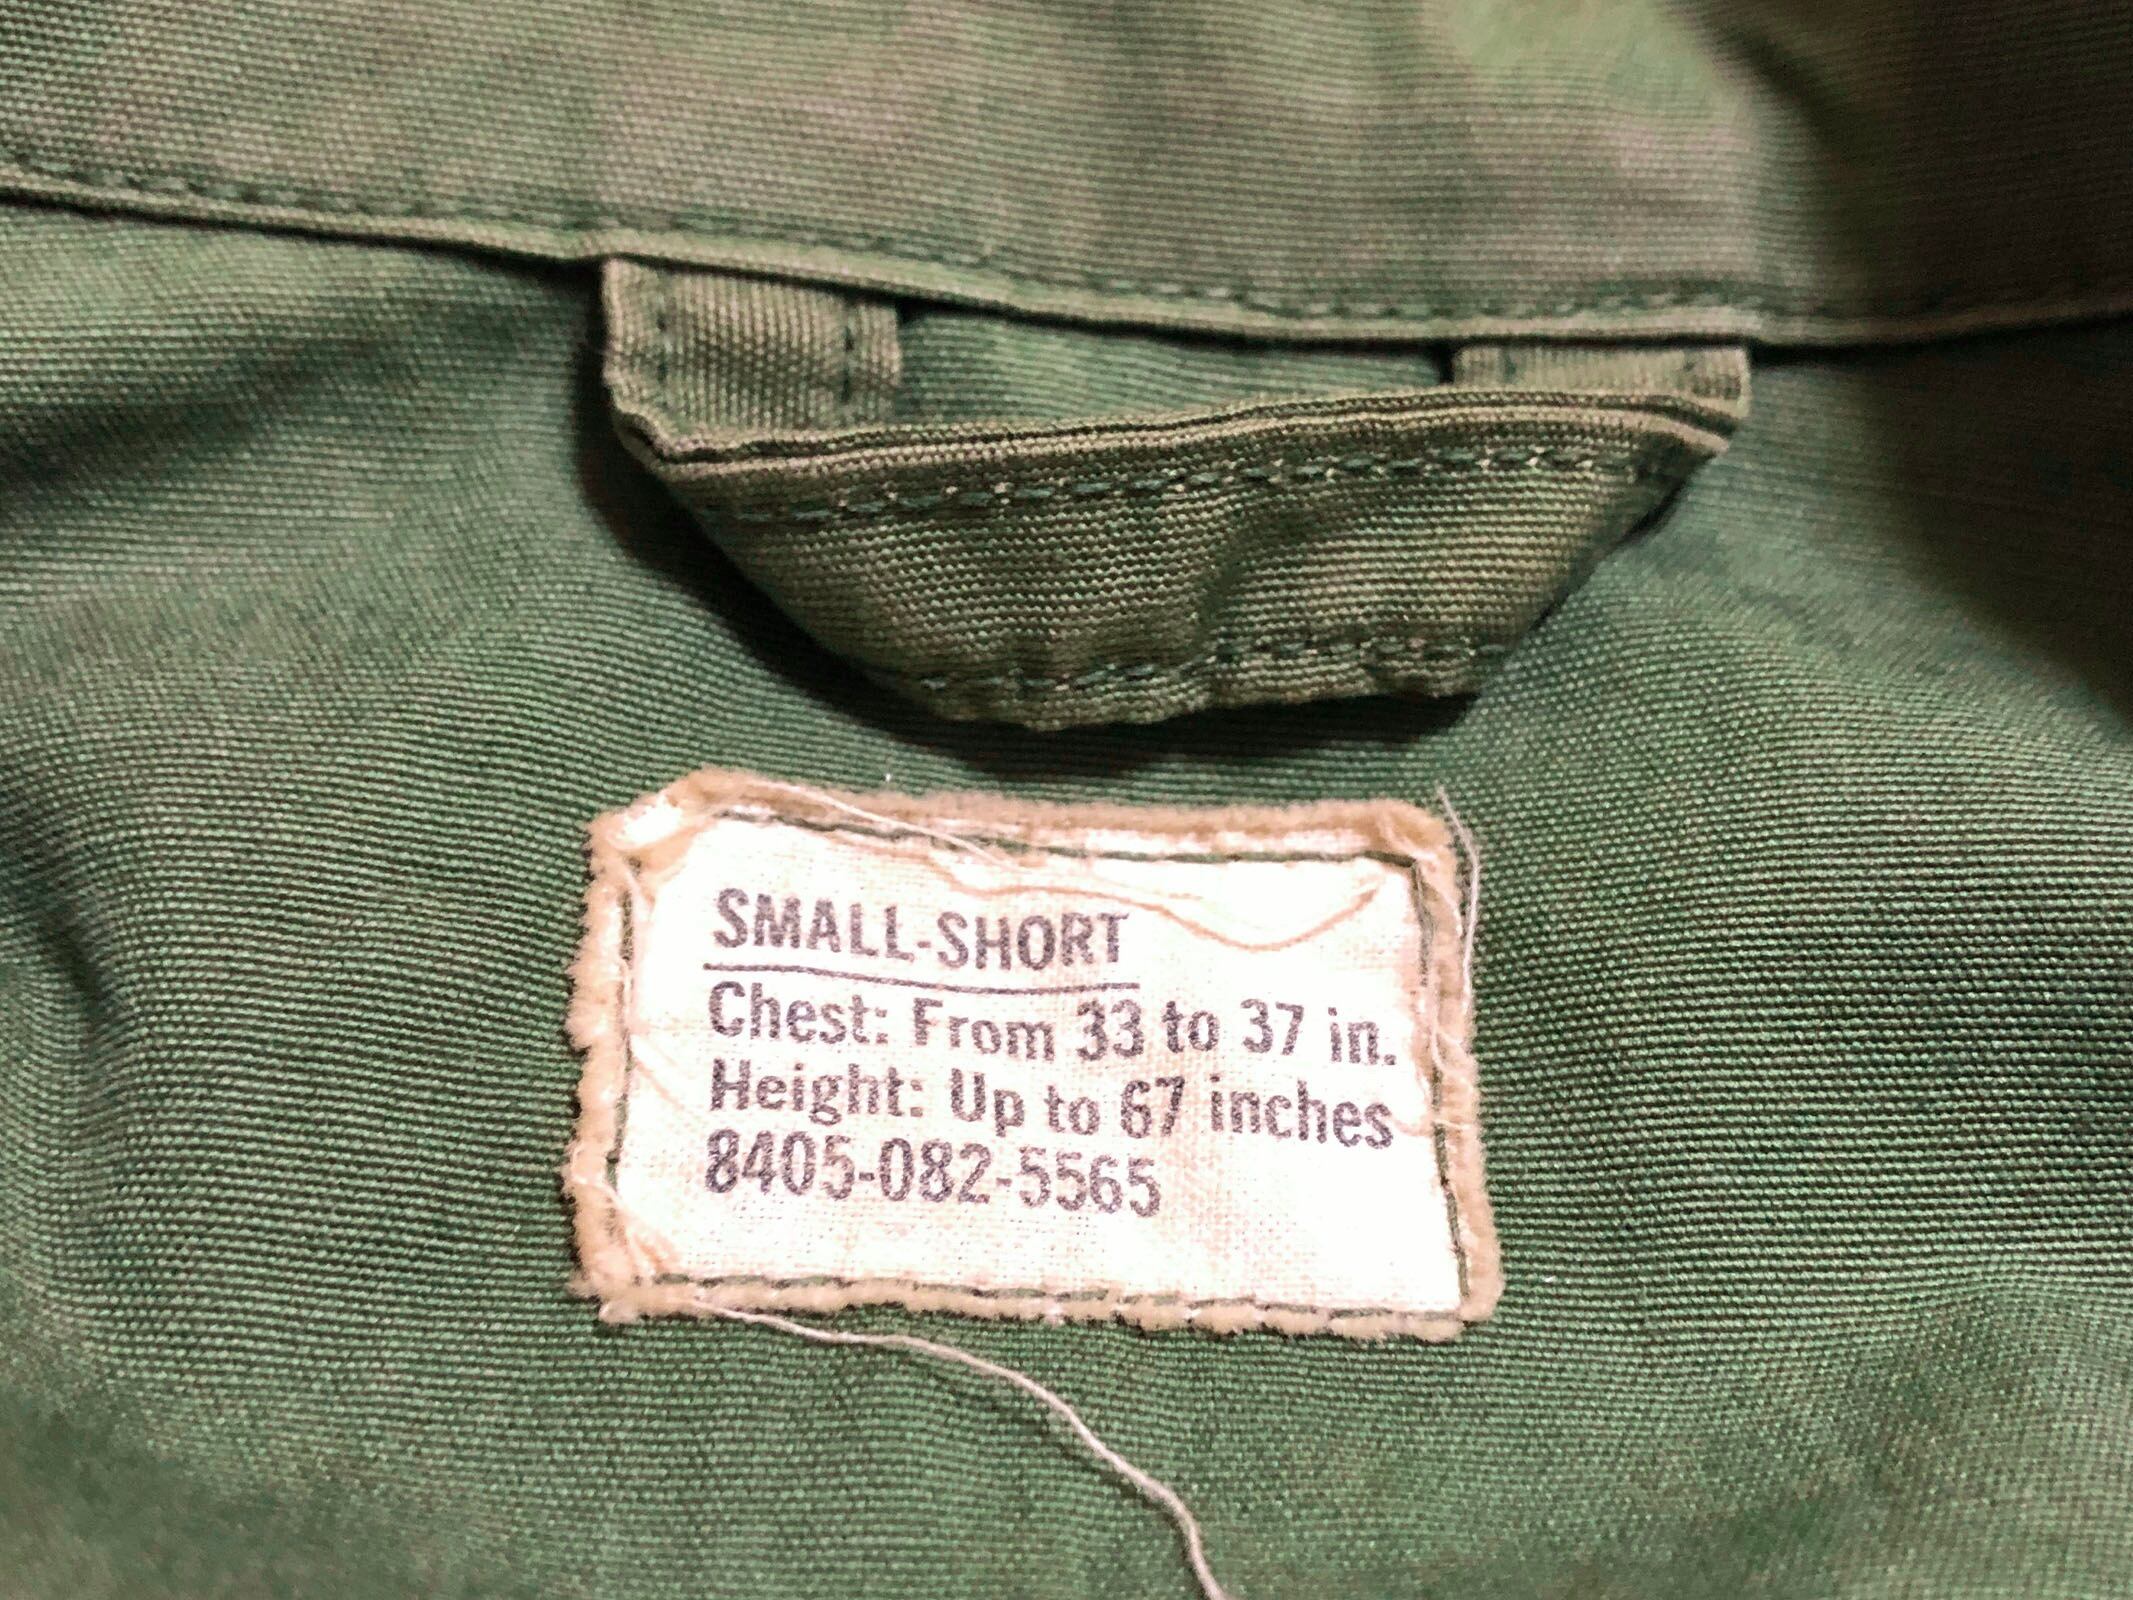 SMALL-SHORT
Chest: From 33 to 37 in.
Height: Up to 67 inches
8405-082-5565